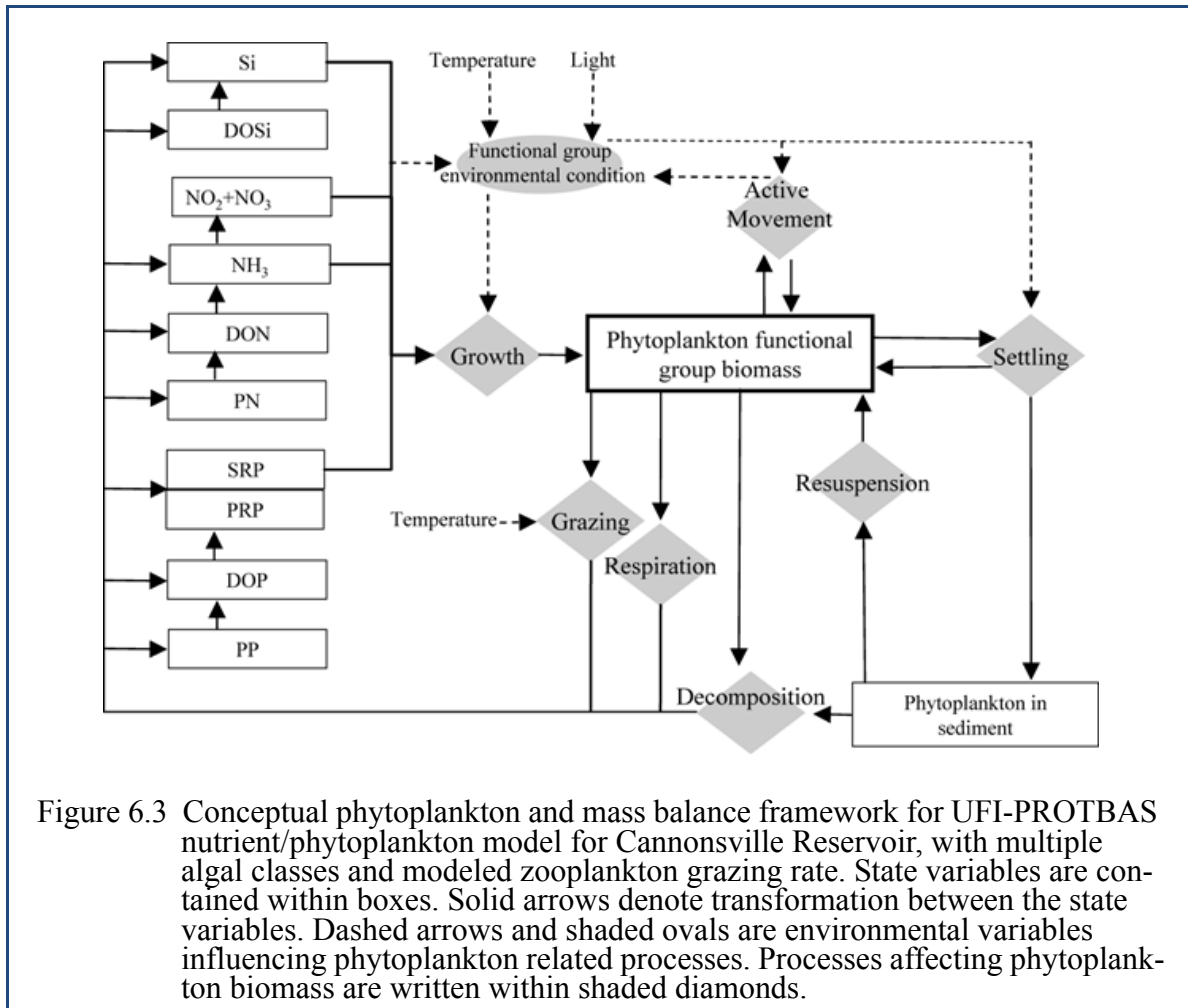 Si
DOSi
NO₂+NO₃
NH₃
DON
PN
SRP
PRP
DOP
PP
Temperature
Light
Functional group
environmental condition
Active
Movement
Growth
Phytoplankton functional
group biomass
Settling
Resuspension
Temperature
Grazing
Respiration
Decomposition
Phytoplankton in
sediment
Figure 6.3 Conceptual phytoplankton and mass balance framework for UFI-PROTBAS
nutrient/phytoplankton model for Cannonsville Reservoir, with multiple
algal classes and modeled zooplankton grazing rate. State variables are con-
tained within boxes. Solid arrows denote transformation between the state
variables. Dashed arrows and shaded ovals are environmental variables
influencing phytoplankton related processes. Processes affecting phytoplank-
ton biomass are written within shaded diamonds.